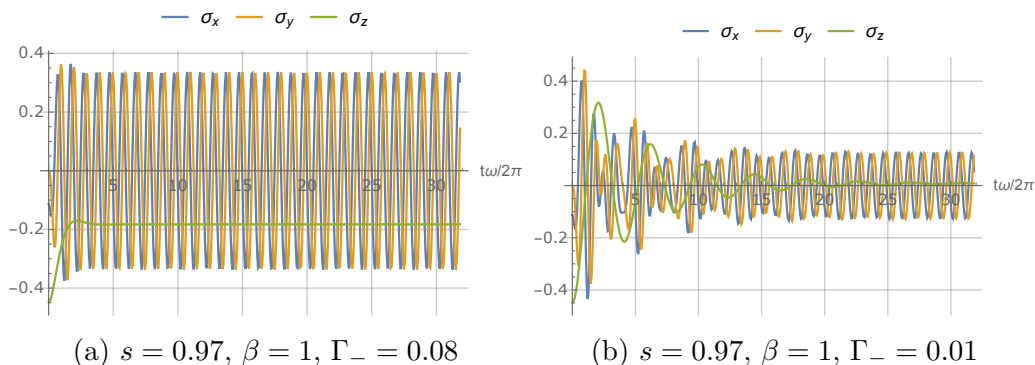 σx σy σz
0.4
0.2
5 10 15 20 25 30
tω/2π
−0.2
−0.4
(a) s = 0.97, β = 1, Γ− = 0.08
σx σy σz
0.4
0.2
5 10 15 20 25 30
tω/2π
−0.2
−0.4
(b) s = 0.97, β = 1, Γ− = 0.01